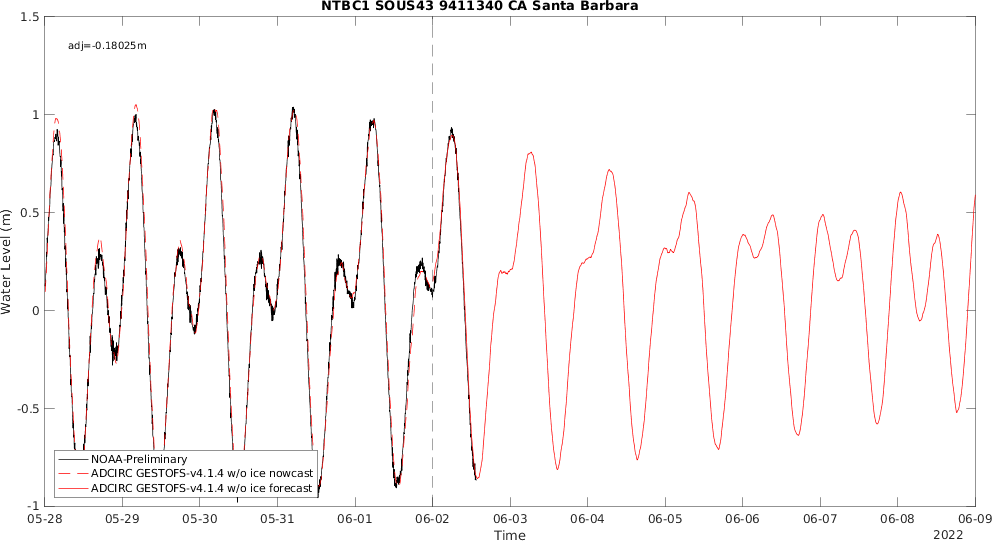 NTBC1 SOUS43 9411340 CA Santa Barbara
1.5
adj=-0.18025m
1
0.5
0
-0.5
-1
Water Level (m)
NOAA-Preliminary
ADCIRC GESTOFS-v4.1.4 w/o ice nowcast
ADCIRC GESTOFS-v4.1.4 w/o ice forecast
05-28 05-29 05-30 05-31 06-01 06-02 06-03 06-04 06-05 06-06 06-07 06-08 06-09
Time
2022